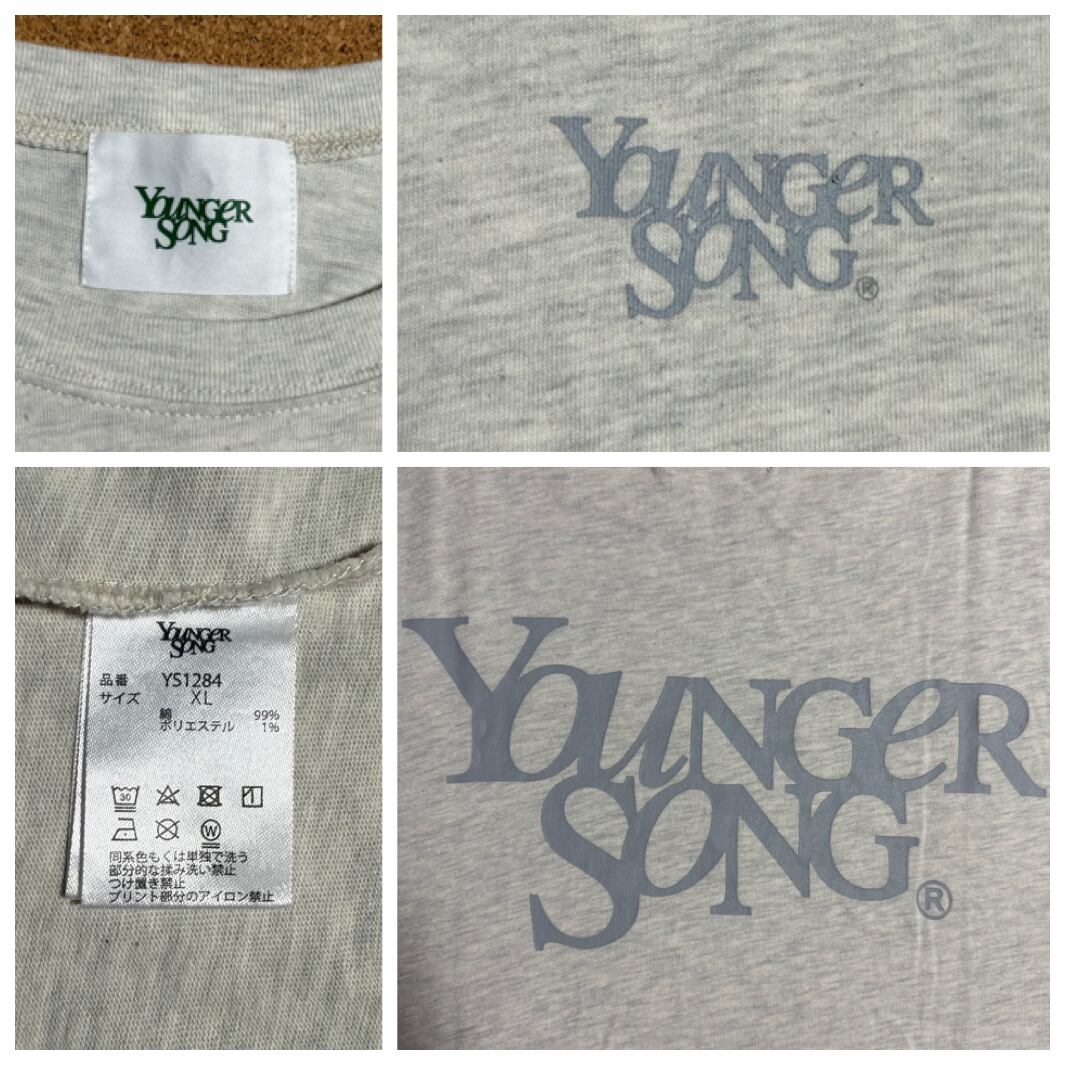 YOUNGER
SONG
YOUNGER
SONG®
YOUNGER
SONG
品番 YS1284
サイズ XL
綿 99%
ポリエステル 1%
30
W
同系色もくは単独で洗う
部分的な揉み洗い禁止
つけ置き禁止
プリント部分のアイロン禁止
YOUNGER
SONG®